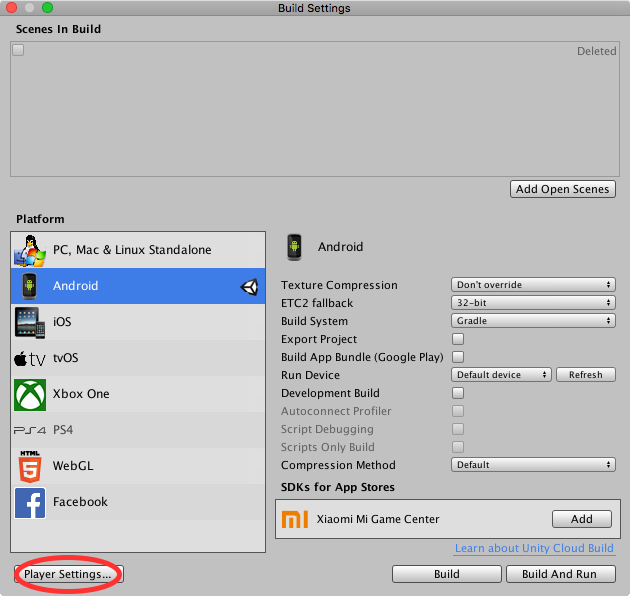 Build Settings
Scenes In Build
Deleted
Add Open Scenes
Platform
PC, Mac & Linux Standalone
Android
iOS
tv tvOS
Xbox One
PS4 PS4
HTML
5 WebGL
f Facebook
Android
Texture Compression Don't override
ETC2 fallback 32-bit
Build System Gradle
Export Project
Build App Bundle (Google Play)
Run Device Default device Refresh
Development Build
Autoconnect Profiler
Script Debugging
Scripts Only Build
Compression Method Default
SDKs for App Stores
mi Xiaomi Mi Game Center Add
Learn about Unity Cloud Build
Player Settings... Build Build And Run